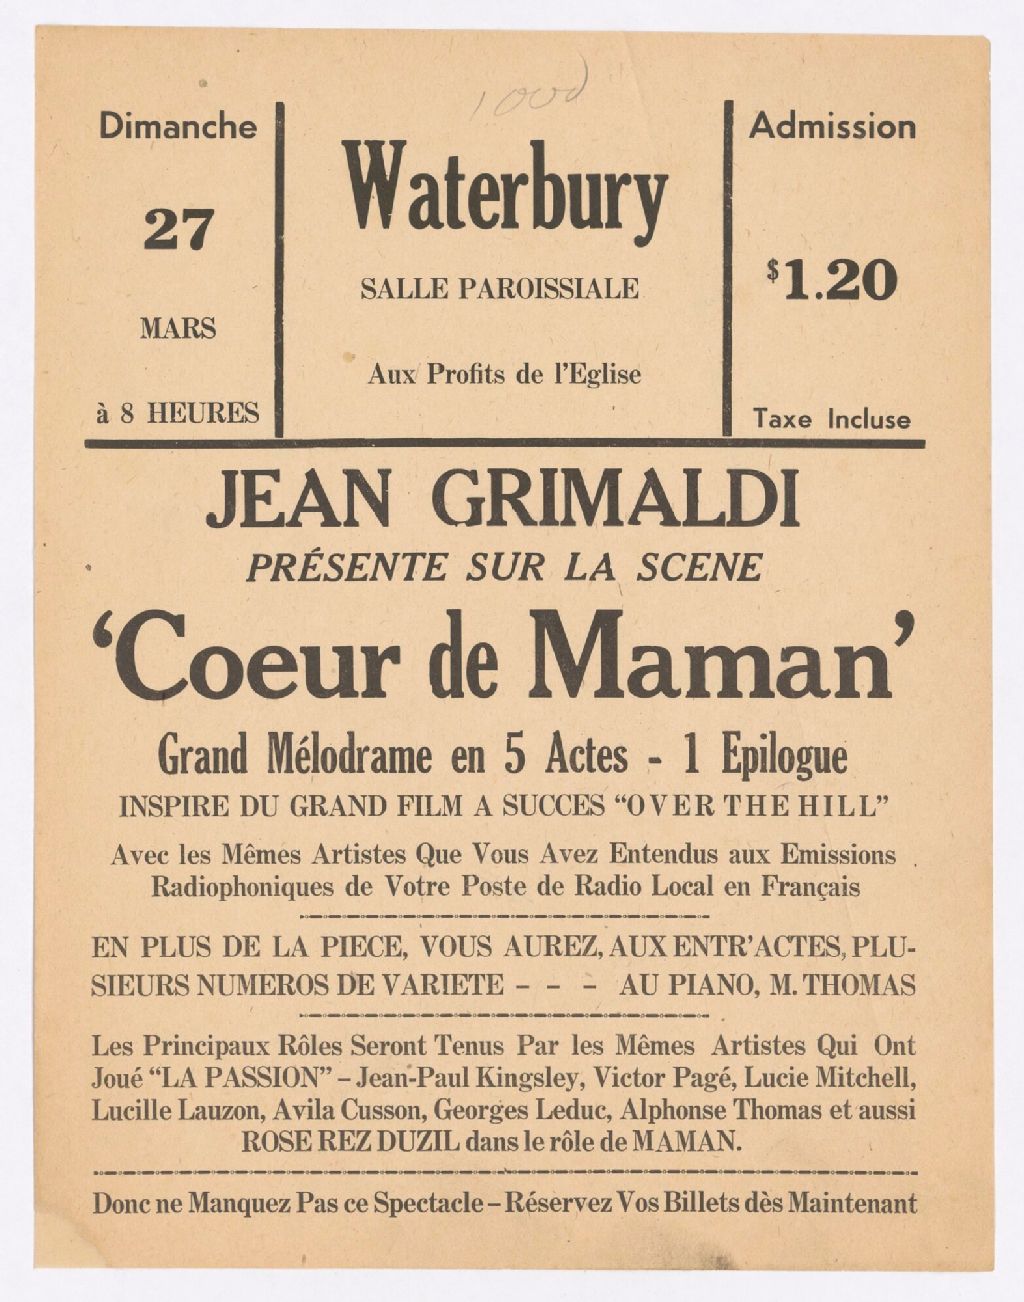 Dimanche
27
MARS
à 8 HEURES
Waterbury
SALLE PAROISSIALE
Aux Profits de l'Eglise
Admission
$1.20
Taxe Incluse
JEAN GRIMALDI
PRÉSENTE SUR LA SCENE
‘Coeur de Maman’
Grand Mélodrame en 5 Actes - 1 Epilogue
INSPIRE DU GRAND FILM A SUCCES “OVER THE HILL”
Avec les Mêmes Artistes Que Vous Avez Entendus aux Emissions
Radiophoniques de Votre Poste de Radio Local en Français
EN PLUS DE LA PIECE, VOUS AUREZ, AUX ENTR'ACTES, PLU-
SIEURS NUMEROS DE VARIETE - - - AU PIANO, M. THOMAS
Les Principaux Rôles Seront Tenus Par les Mêmes Artistes Qui Ont
Joué “LA PASSION” – Jean-Paul Kingsley, Victor Pagé, Lucie Mitchell,
Lucille Lauzon, Avila Cusson, Georges Leduc, Alphonse Thomas et aussi
ROSE REZ DUZIL dans le rôle de MAMAN.
Donc ne Manquez Pas ce Spectacle – Réservez Vos Billets dès Maintenant